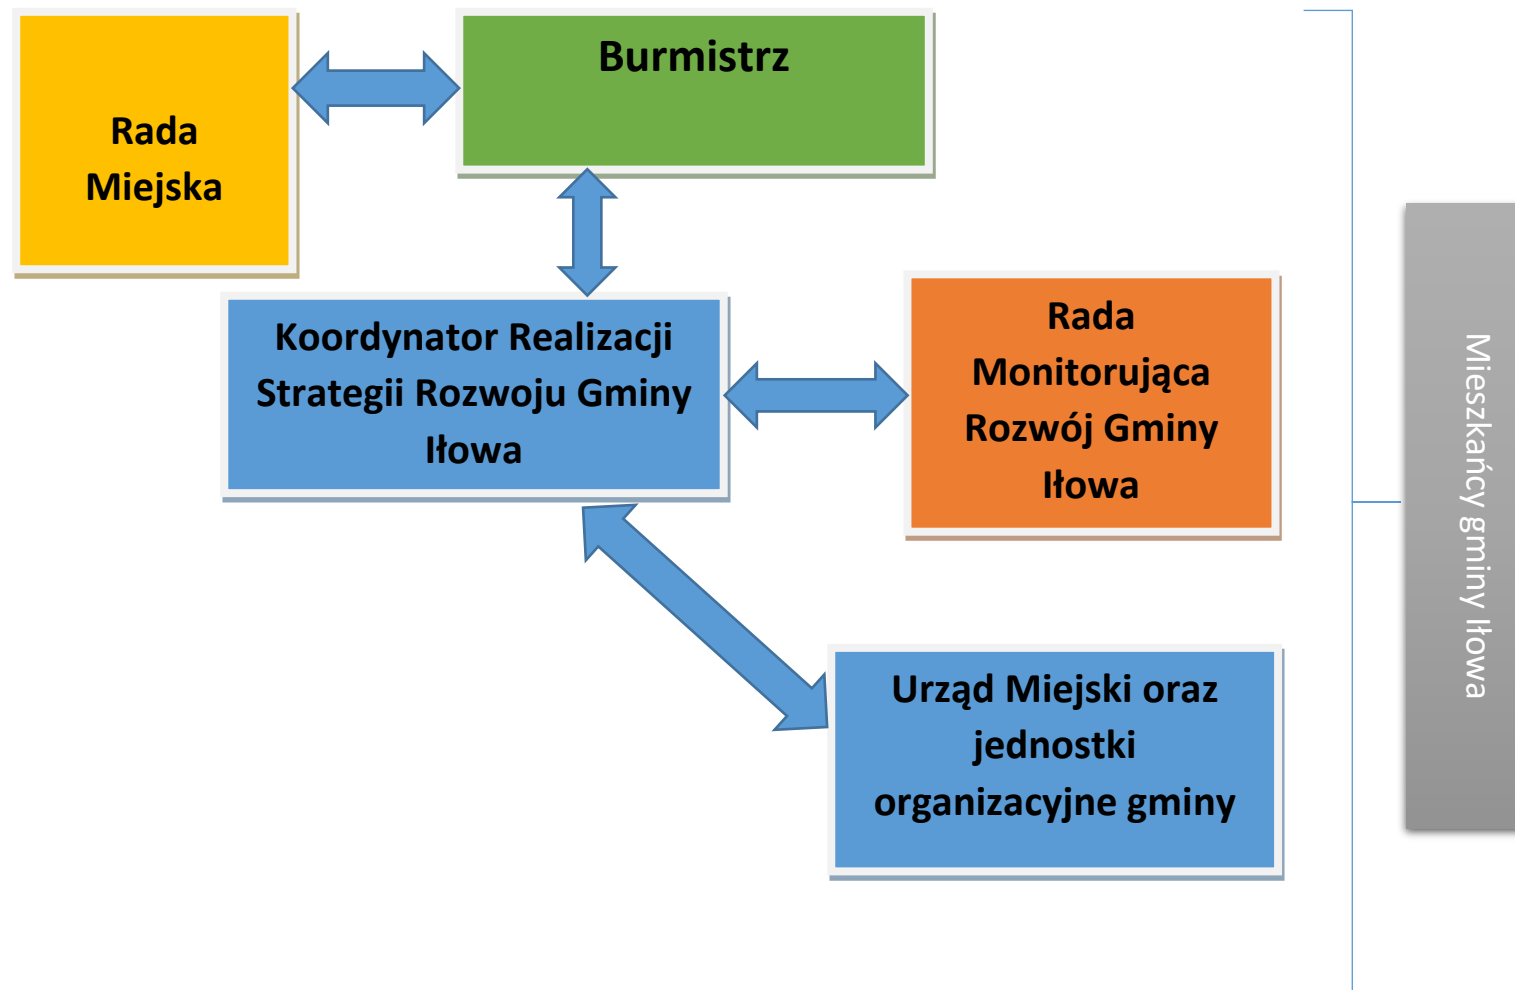 Burmistrz
Rada
Miejska
Koordynator Realizacji
Strategii Rozwoju Gminy
Iłowa
Rada
Monitorująca
Rozwój Gminy
Iłowa
Urząd Miejski oraz
jednostki
organizacyjne gminy
Mieszkańcy gminy Iłowa